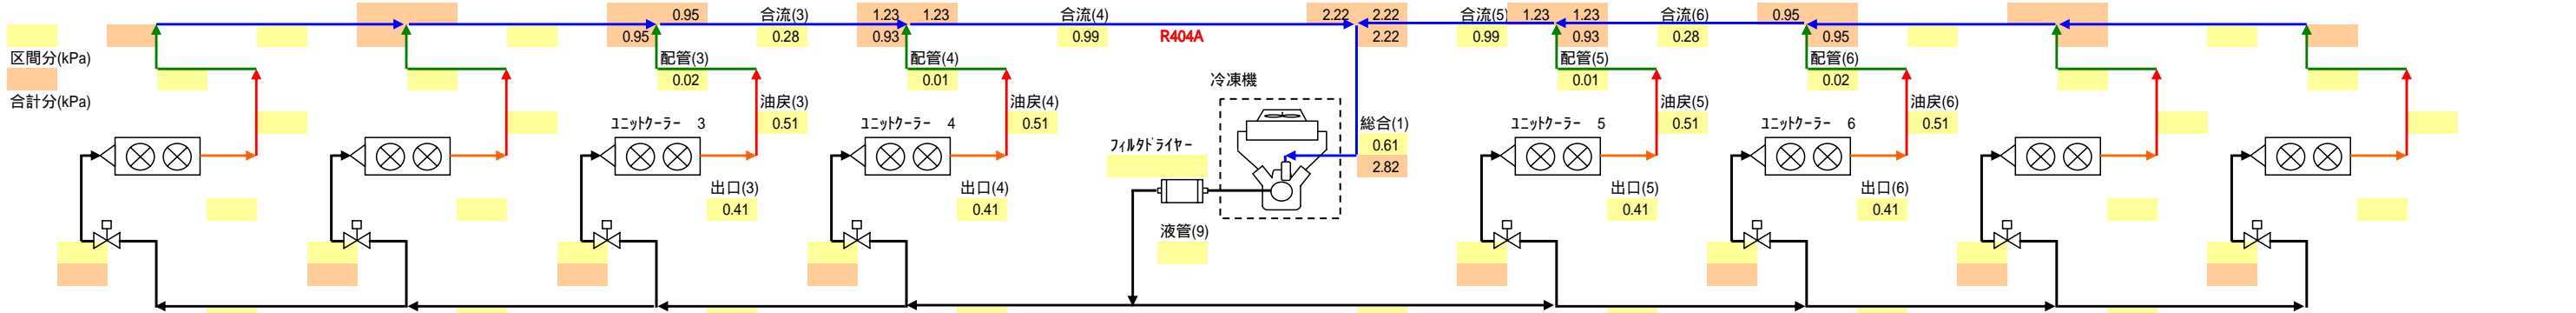 0.95 合流(3) 1.23 1.23 合流(4) 2.22 2.22 合流(5) 1.23 1.23 合流(6) 0.95
0.95 0.28 0.93 0.99 R404A 2.22 0.99 0.93 0.28 0.95
区間分(kPa) 配管(3) 配管(4) 配管(5) 配管(6)
0.02 0.01 冷凍機 0.01 0.02
合計分(kPa) 油戻(3) 油戻(4) 油戻(5) 油戻(6)
ﾕﾆｯﾄｸｰﾗｰ 3 0.51 ﾕﾆｯﾄｸｰﾗｰ 4 0.51 総合(1) ﾕﾆｯﾄｸｰﾗｰ 5 0.51 ﾕﾆｯﾄｸｰﾗｰ 6 0.51
ﾌｨﾙﾀﾄﾞﾗｲﾔｰ 0.61
2.82
出口(3) 出口(4) 出口(5) 出口(6)
0.41 0.41 0.41 0.41
液管(9)